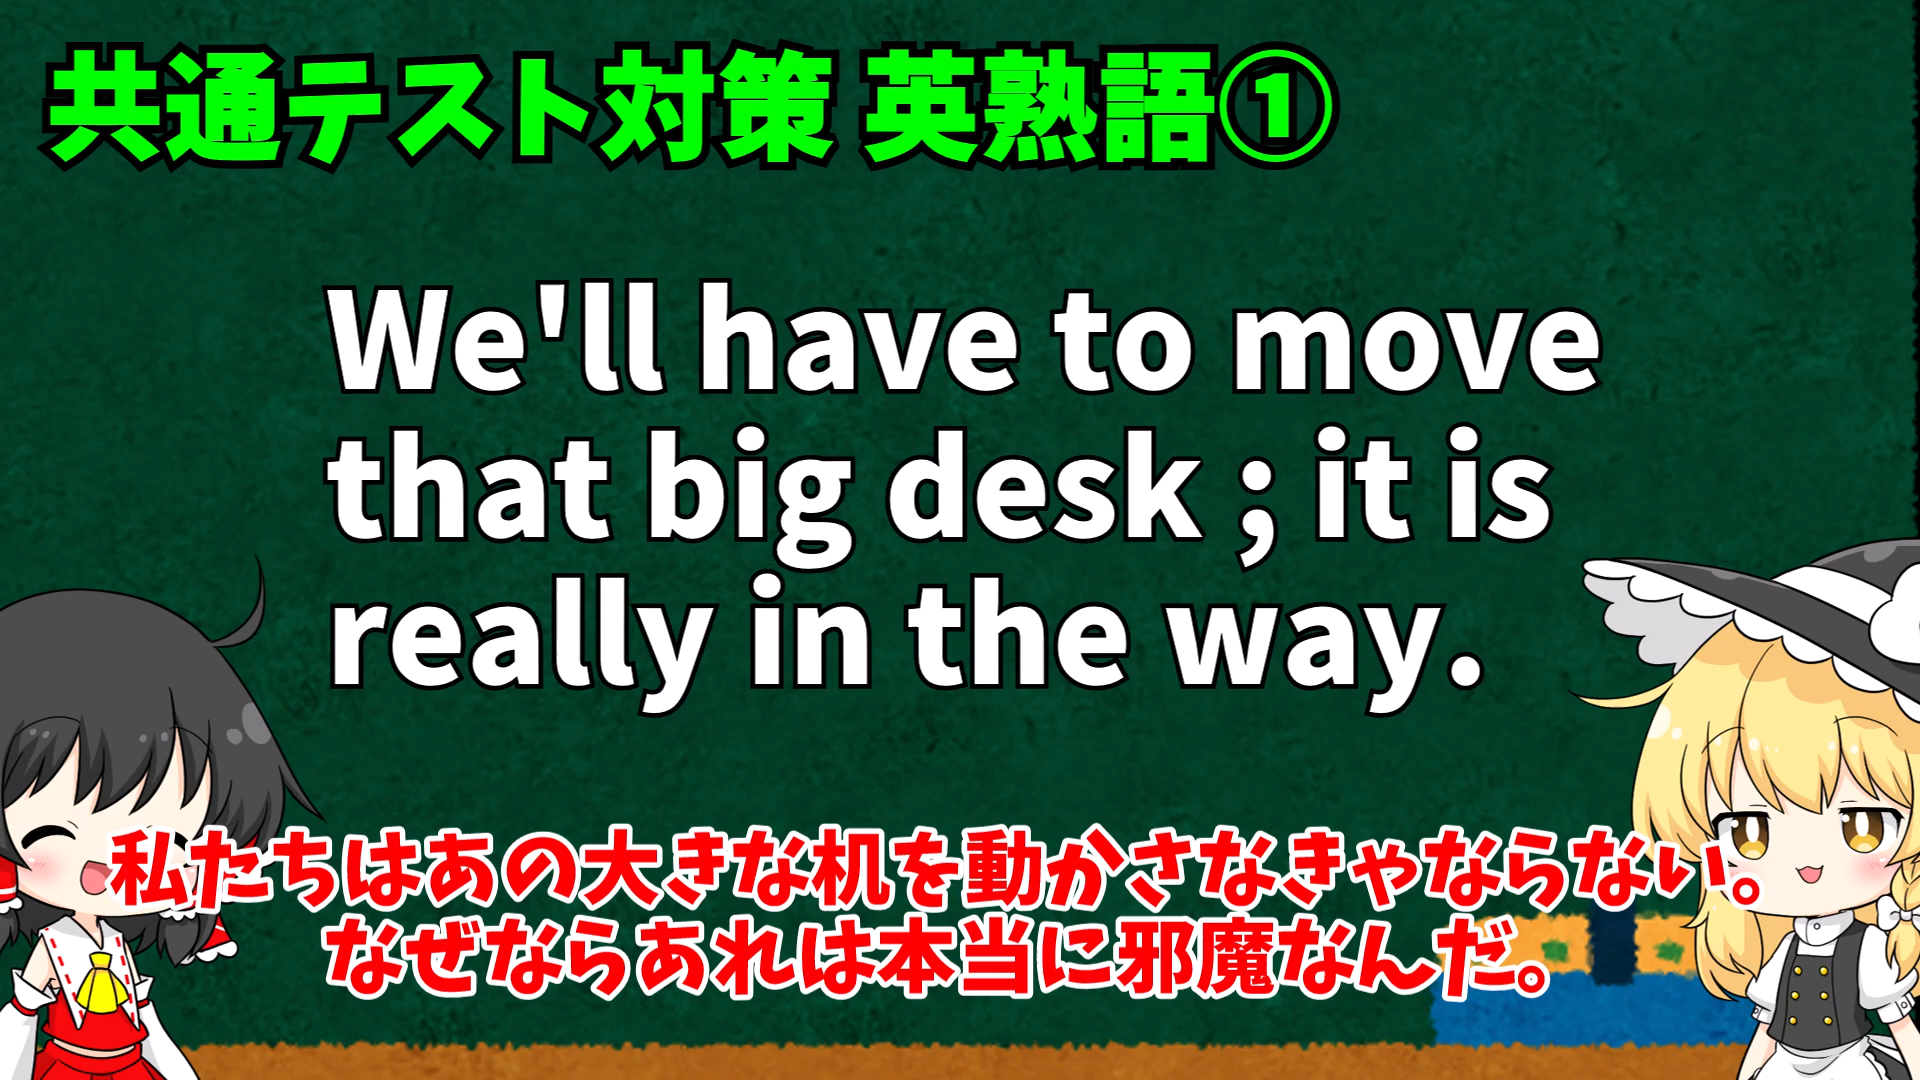 共通テスト対策 英熟語①
We'll have to move
that big desk ; it is
really in the way.
私たちはあの大きな机を動かさなきゃならない。
なぜならあれは本当に邪魔なんだ。